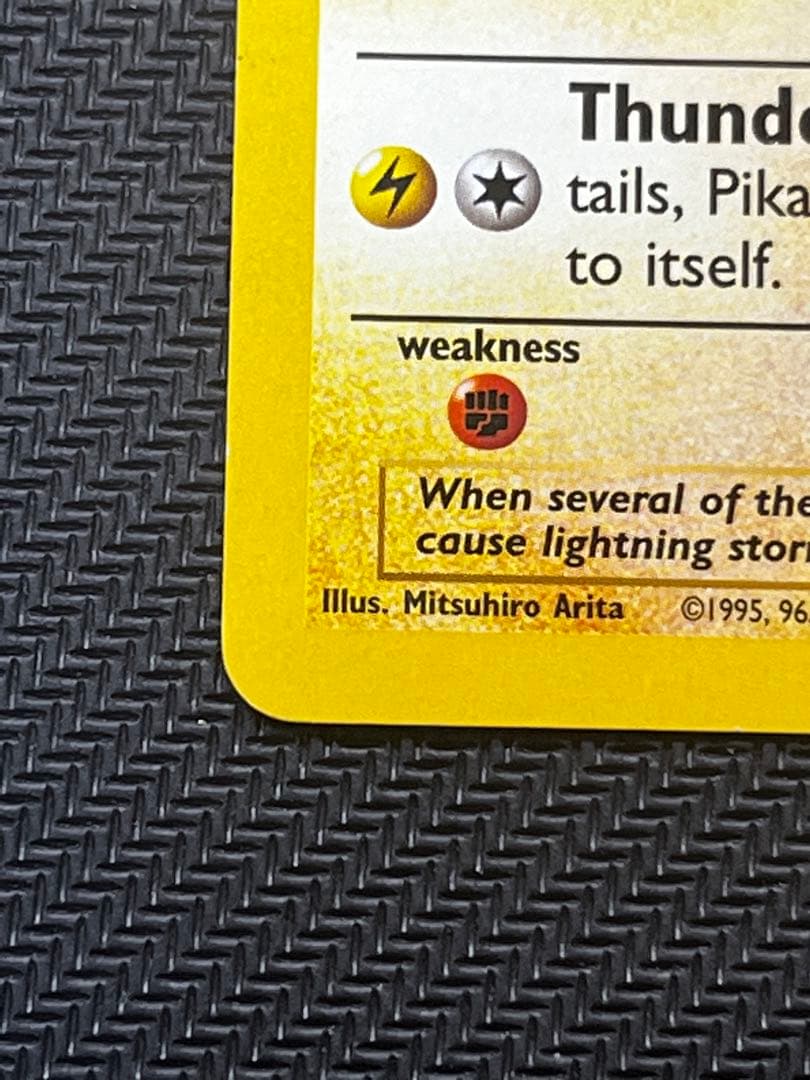 Thund
tails, Pika
to itself.
weakness
When several of the
cause lightning stor
Illus. Mitsuhiro Arita ©1995, 96